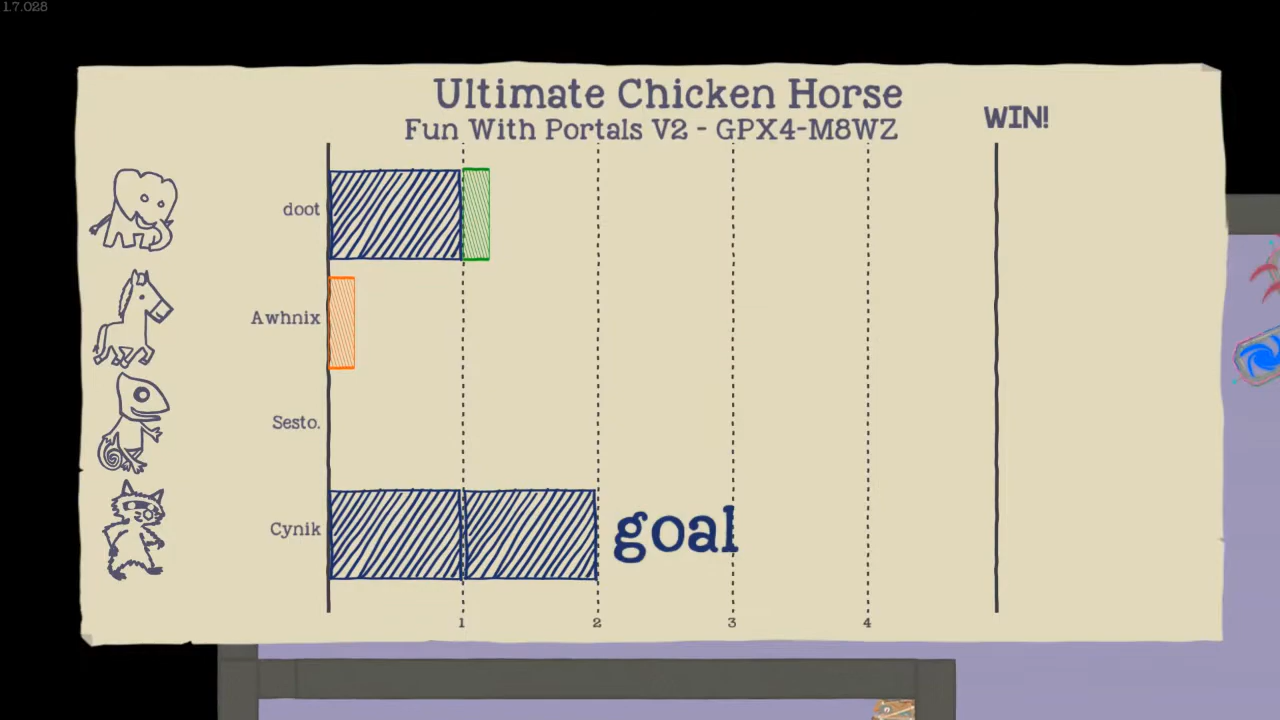 1.7.028
Ultimate Chicken Horse
Fun With Portals V2 - GPX4-M8WZ
WIN!
doot
Awhnix
Sesto.
Cynik
goal
1 2 3 4